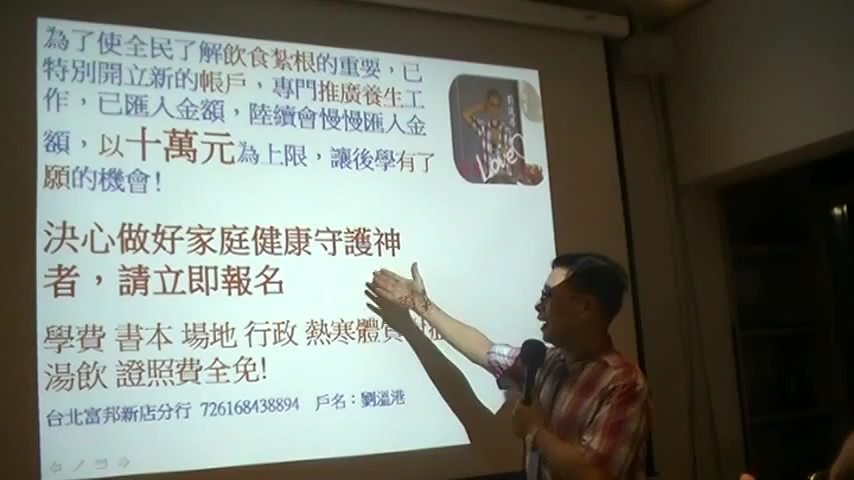 為了使全民了解飲食紮根的重要，已
特別開立新的帳戶，專門推廣養生工
作，已匯入金額，陸續會慢慢匯入金
額，以十萬元為上限，讓後學有了
願的機會!
Love
決心做好家庭健康守護神
者，請立即報名
學費 書本 場地 行政 熱寒體質
湯飲 證照費全免!
台北富邦新店分行 726168438894 戶名：劉溫港